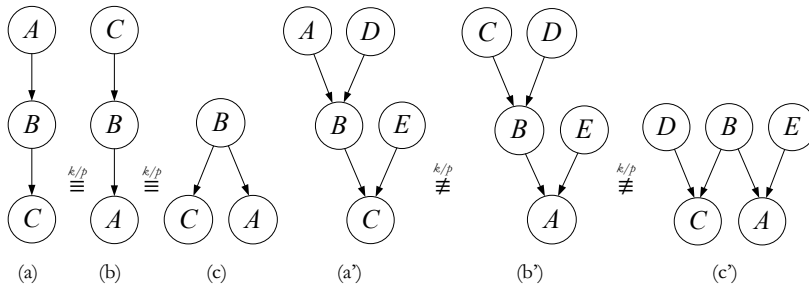 A C A D C D
B B B B E B E D B E
k/p ≡ k/p ≡ k/p ≢ k/p ≢
C A C A C A C A
(a) (b) (c) (a') (b') (c')